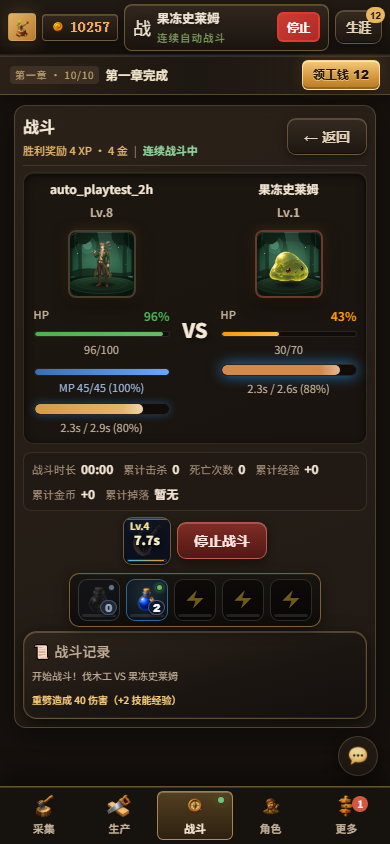 10257
战
果冻史莱姆
连续自动战斗
停止
生涯
12
第一章 · 10/10
第一章完成
领工钱 12
战斗
胜利奖励 4 XP · 4 金 | 连续战斗中
← 返回
auto_playtest_2h
Lv.8
HP 96%
96/100
MP 45/45 (100%)
2.3s / 2.9s (80%)
VS
果冻史莱姆
Lv.1
HP 43%
30/70
2.3s / 2.6s (88%)
战斗时长 00:00 累计击杀 0 死亡次数 0 累计经验 +0
累计金币 +0 累计掉落 暂无
Lv.4
7.7s
停止战斗
0
2
战斗记录
开始战斗！伐木工 VS 果冻史莱姆
重劈造成 40 伤害（+2 技能经验）
采集
生产
战斗
角色
更多
1